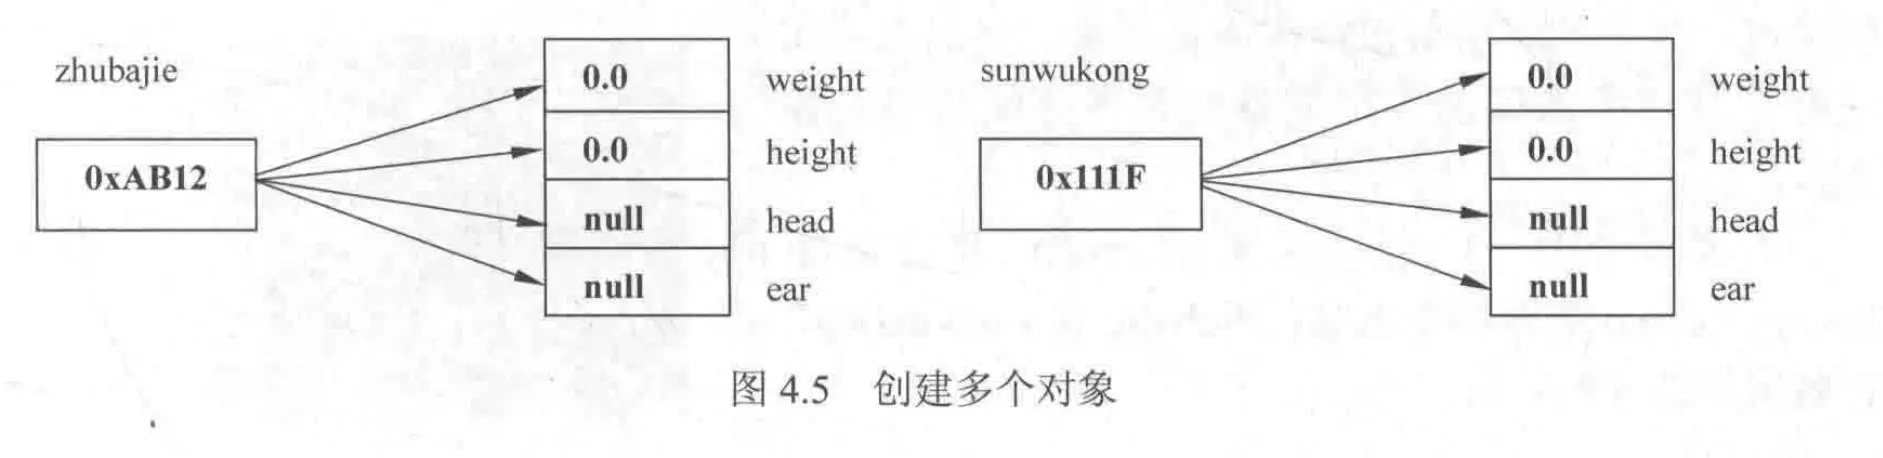 zhubajie
0xAB12
0.0 weight
0.0 height
null head
null ear
sunwukong
0x111F
0.0 weight
0.0 height
null head
null ear
图 4.5 创建多个对象